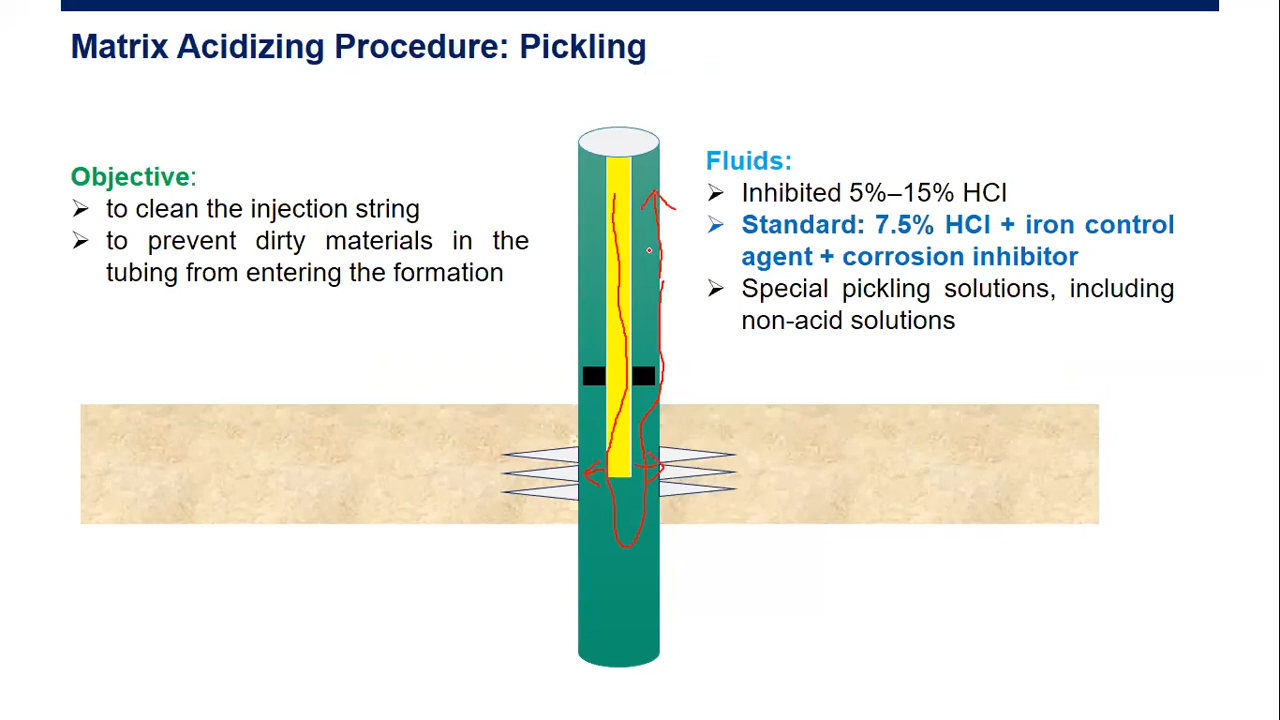 Matrix Acidizing Procedure: Pickling
Objective:
➢ to clean the injection string
➢ to prevent dirty materials in the
tubing from entering the formation
Fluids:
➢ Inhibited 5%–15% HCl
➢ Standard: 7.5% HCl + iron control
agent + corrosion inhibitor
➢ Special pickling solutions, including
non-acid solutions